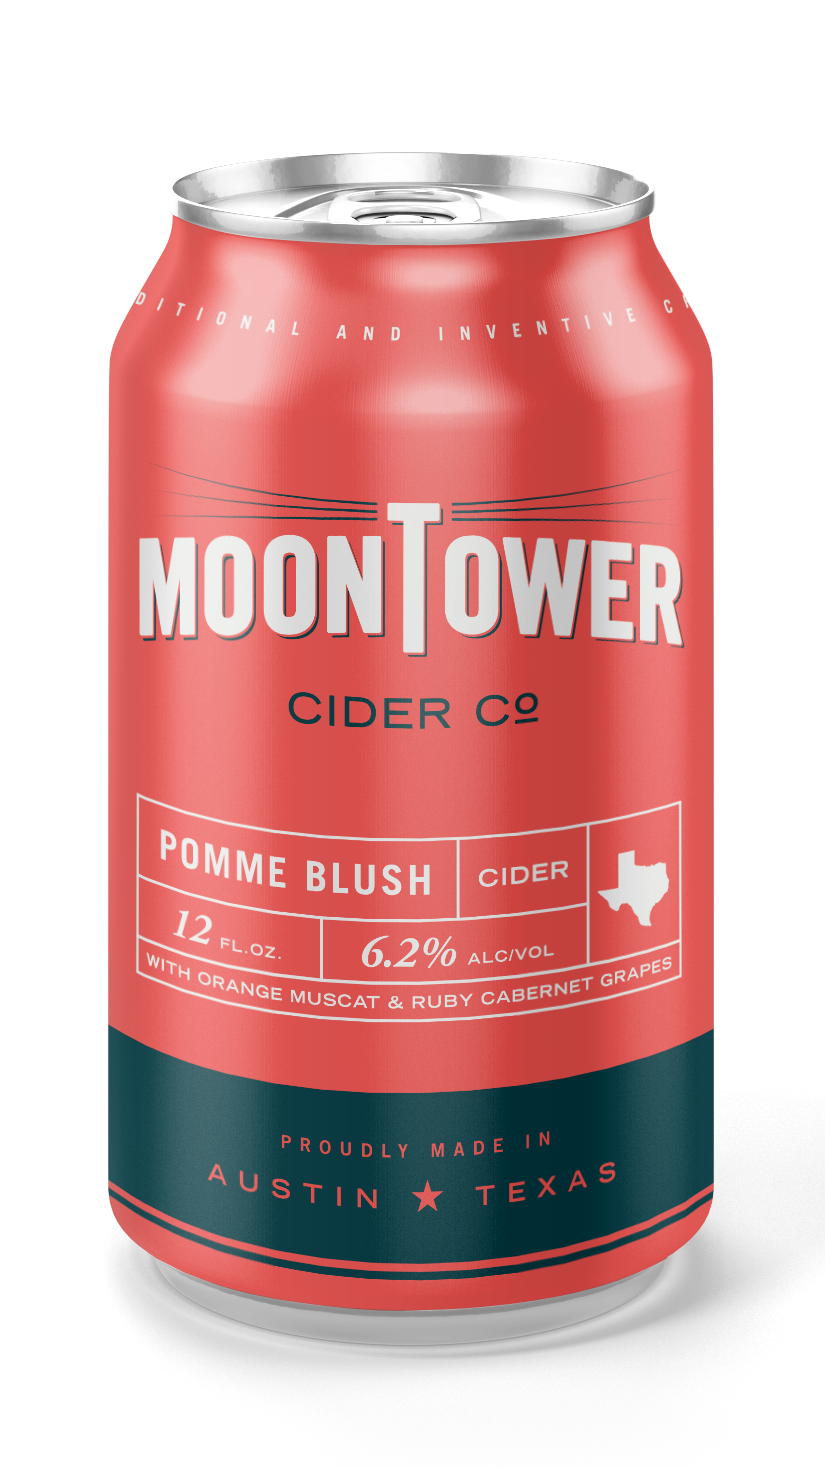 DITIONAL AND INVENTIVE
MOONTOWER
CIDER Cº
POMME BLUSH CIDER
12 FL.OZ. 6.2% ALC/VOL
WITH ORANGE MUSCAT & RUBY CABERNET GRAPES
PROUDLY MADE IN
AUSTIN ★ TEXAS